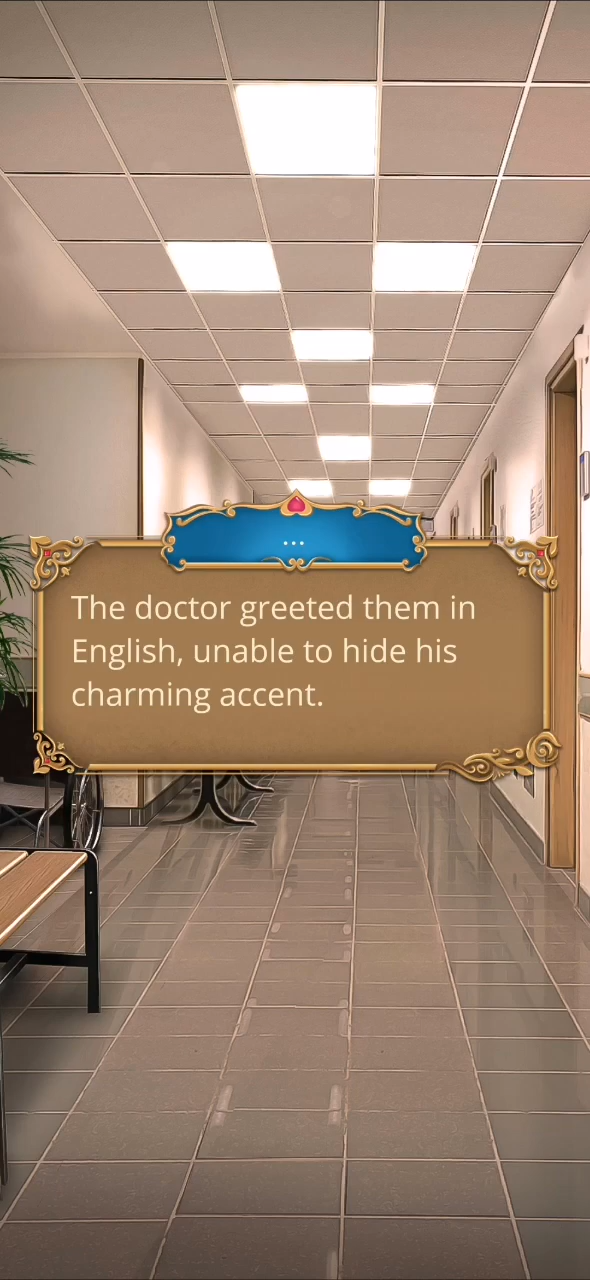 ...
The doctor greeted them in
English, unable to hide his
charming accent.